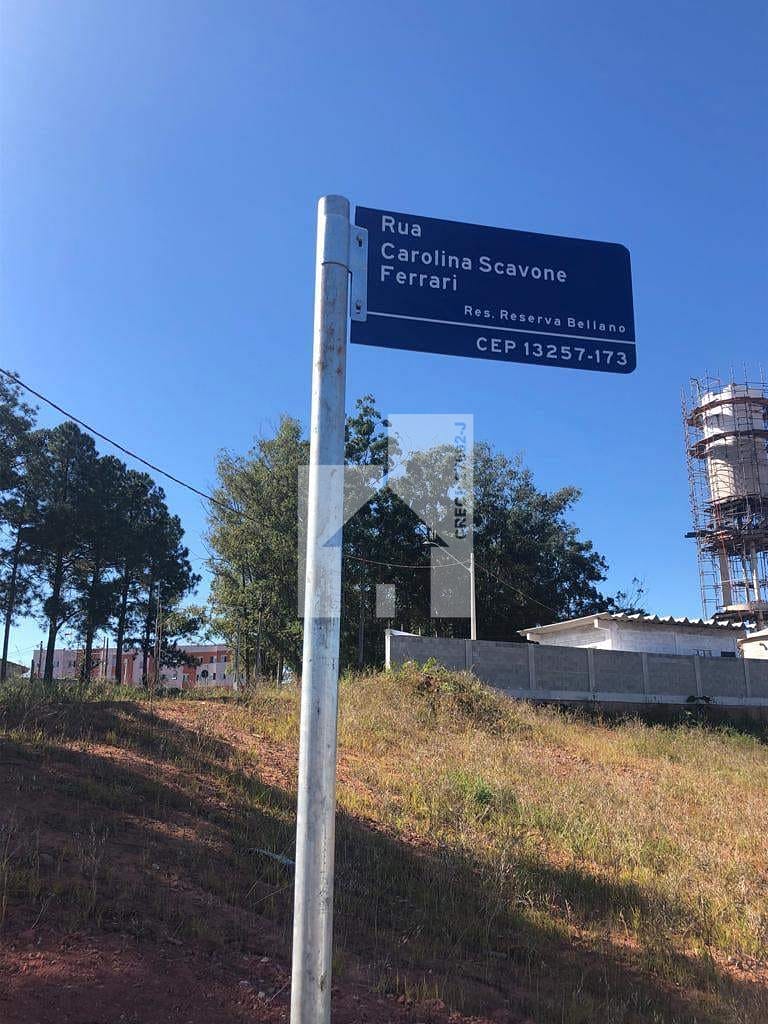 Rua
Carolina Scavone
Ferrari
Res. Reserva Bellano
CEP 13257-173